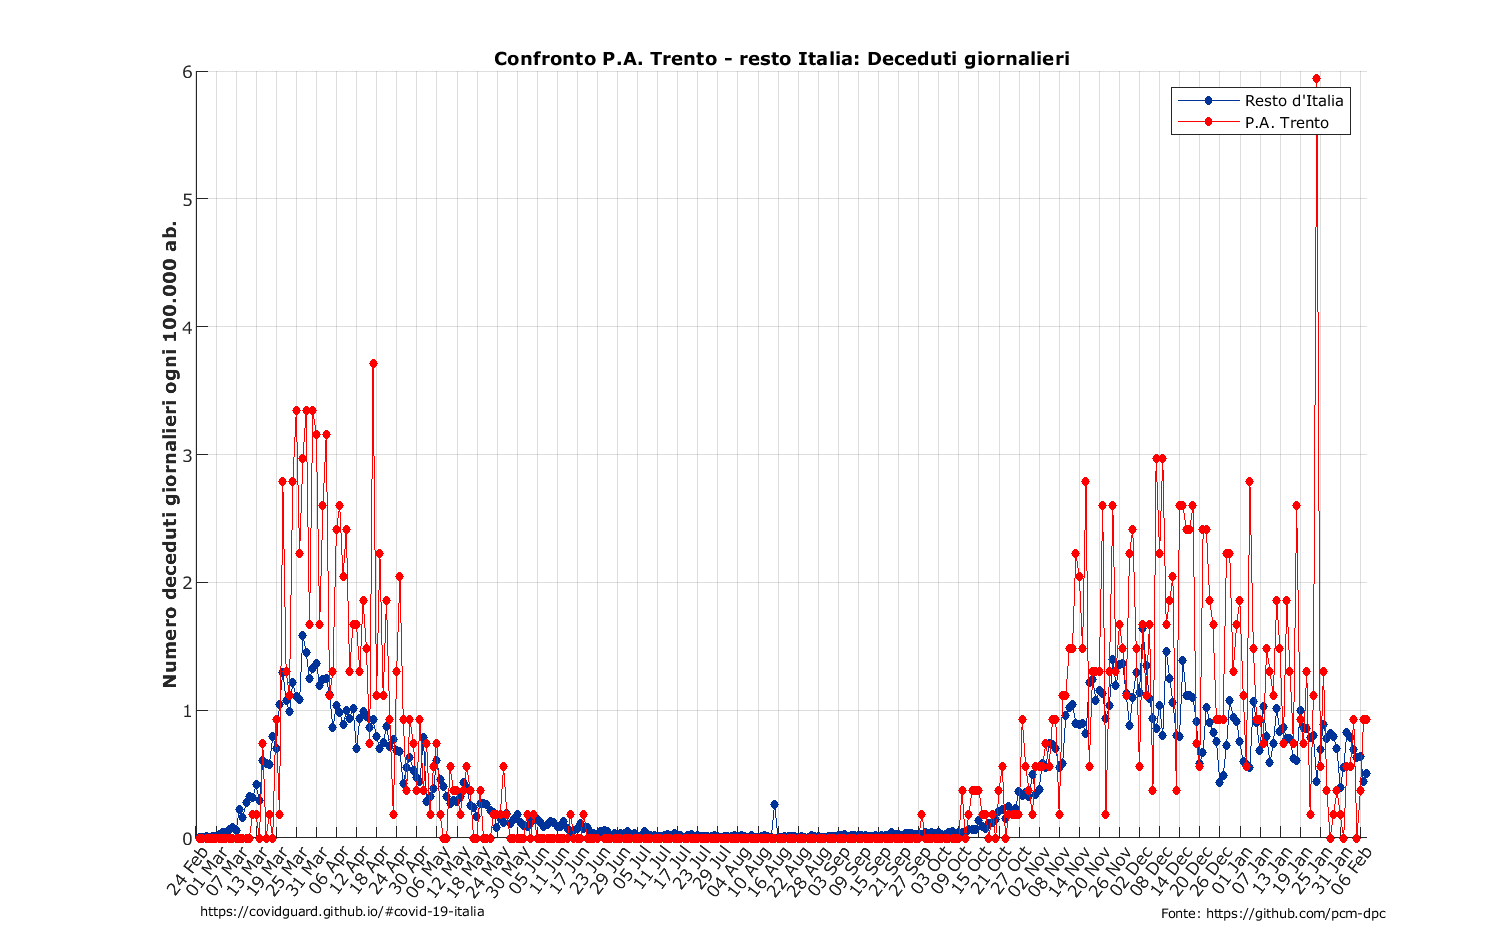 Confronto P.A. Trento - resto Italia: Deceduti giornalieri
Resto d'Italia
P.A. Trento
Numero deceduti giornalieri ogni 100.000 ab.
6
5
4
3
2
1
0
24 Feb
01 Mar
07 Mar
13 Mar
19 Mar
25 Mar
31 Mar
06 Apr
12 Apr
18 Apr
24 Apr
30 Apr
06 May
12 May
18 May
24 May
30 May
05 Jun
11 Jun
17 Jun
23 Jun
29 Jun
05 Jul
11 Jul
17 Jul
23 Jul
29 Jul
04 Aug
10 Aug
16 Aug
22 Aug
28 Aug
03 Sep
09 Sep
15 Sep
21 Sep
27 Sep
03 Oct
09 Oct
15 Oct
21 Oct
27 Oct
02 Nov
08 Nov
14 Nov
20 Nov
26 Nov
02 Dec
08 Dec
14 Dec
20 Dec
26 Dec
01 Jan
07 Jan
13 Jan
19 Jan
25 Jan
31 Jan
06 Feb
https://covidguard.github.io/#covid-19-italia
Fonte: https://github.com/pcm-dpc